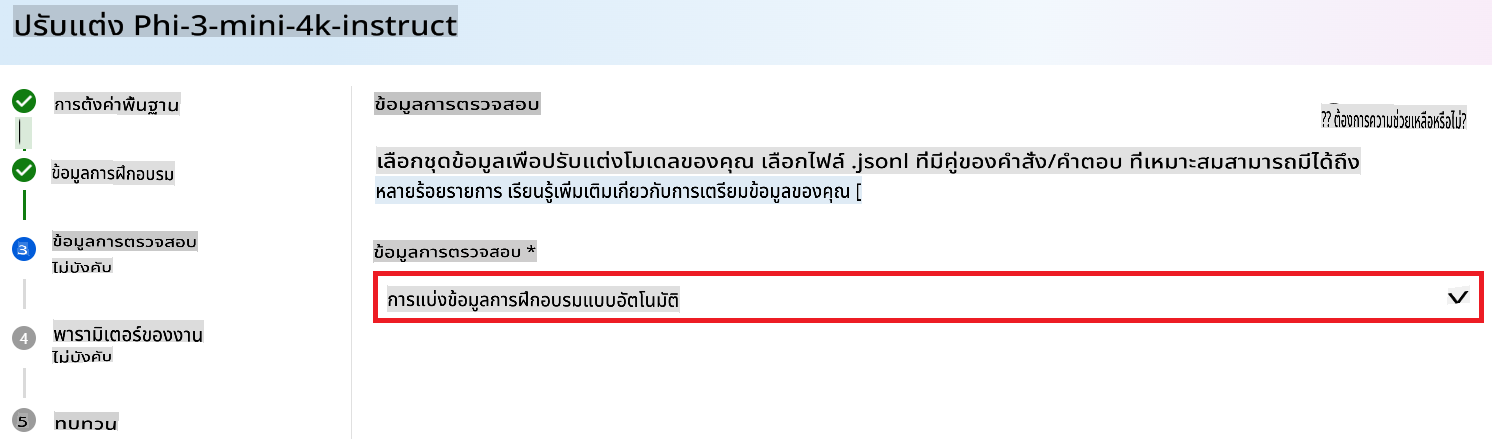 ปรับแต่ง Phi-3-mini-4k-instruct
การตั้งค่าพื้นฐาน
ข้อมูลการฝึกอบรม
3
ข้อมูลการตรวจสอบ
ไม่บังคับ
4
พารามิเตอร์ของงาน
ไม่บังคับ
5
ทบทวน
ข้อมูลการตรวจสอบ
?? ต้องการความช่วยเหลือหรือไม่?
เลือกชุดข้อมูลเพื่อปรับแต่งโมเดลของคุณ เลือกไฟล์ .jsonl ที่มีคู่ของคำสั่ง/คำตอบ ที่เหมาะสมสามารถมีได้ถึง
หลายร้อยรายการ เรียนรู้เพิ่มเติมเกี่ยวกับการเตรียมข้อมูลของคุณ [
ข้อมูลการตรวจสอบ *
การแบ่งข้อมูลการฝึกอบรมแบบอัตโนมัติ